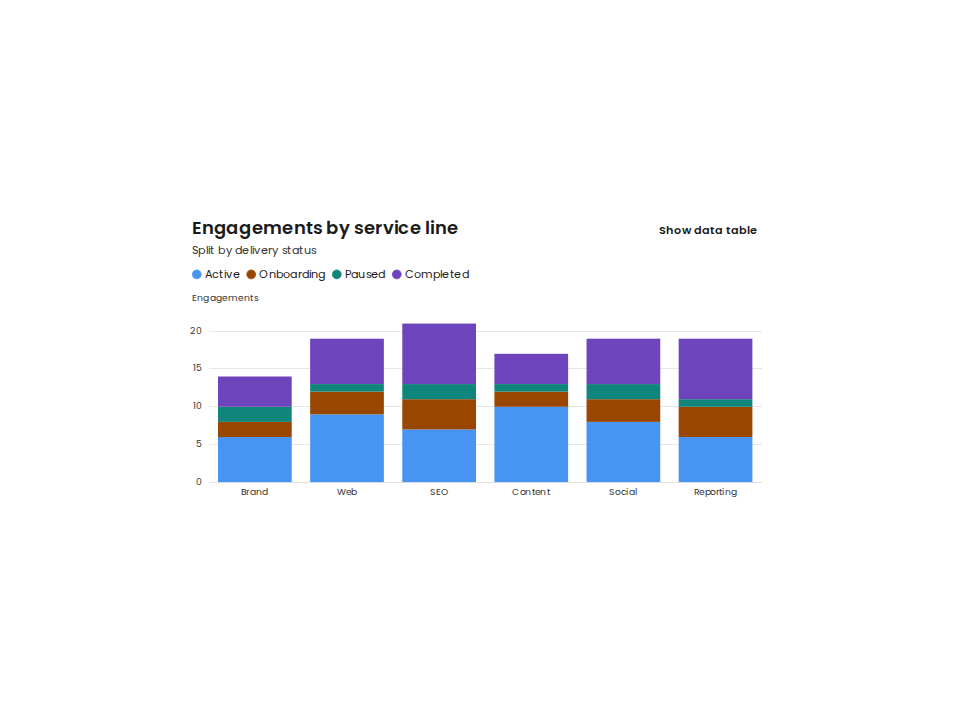 Engagements by service line
Show data table
Split by delivery status
Active Onboarding Paused Completed
Engagements
20
15
10
5
0
Brand Web SEO Content Social Reporting